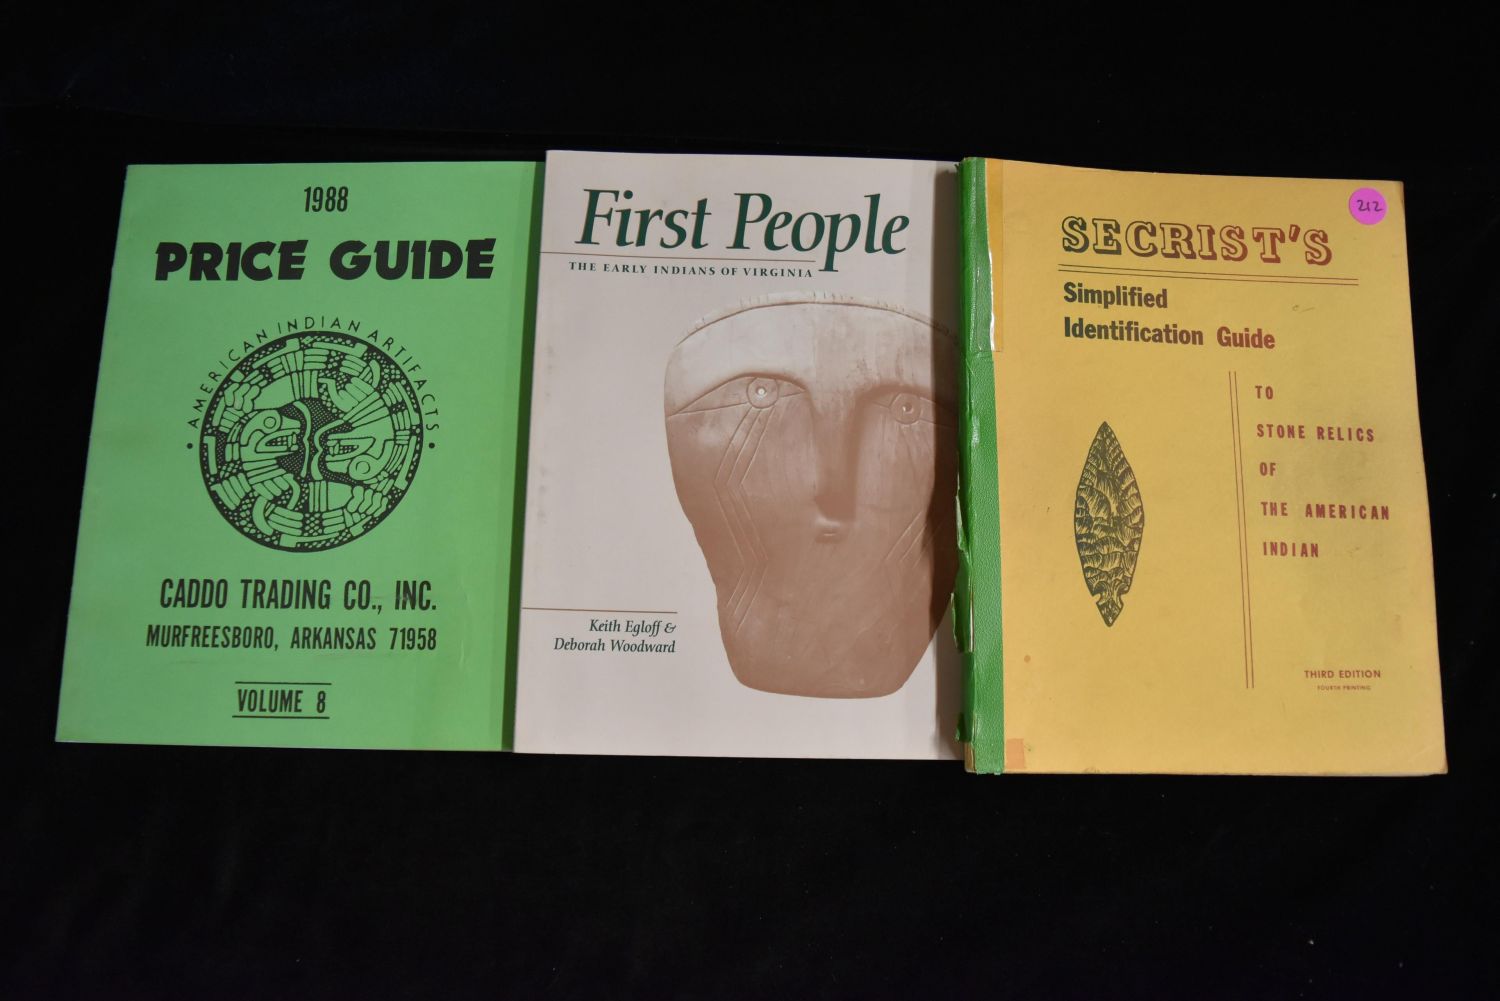 1988
PRICE GUIDE
• AMERICAN INDIAN ARTIFACTS •
CADDO TRADING CO., INC.
MURFREESBORO, ARKANSAS 71958
VOLUME 8
First People
THE EARLY INDIANS OF VIRGINIA
Keith Egloff &
Deborah Woodward
212
SECRIST'S
Simplified
Identification Guide
TO
STONE RELICS
OF
THE AMERICAN
INDIAN
THIRD EDITION
FOURTH PRINTING